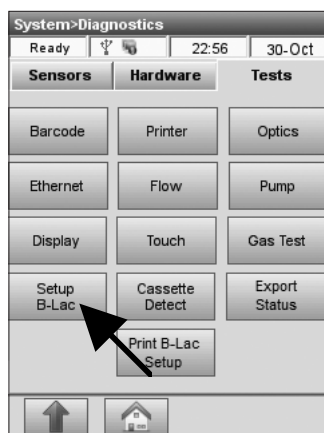 System>Diagnostics
Ready 22:56 30-Oct
Sensors Hardware Tests
Barcode Printer Optics
Ethernet Flow Pump
Display Touch Gas Test
Setup
B-Lac
Cassette
Detect
Export
Status
Print B-Lac
Setup